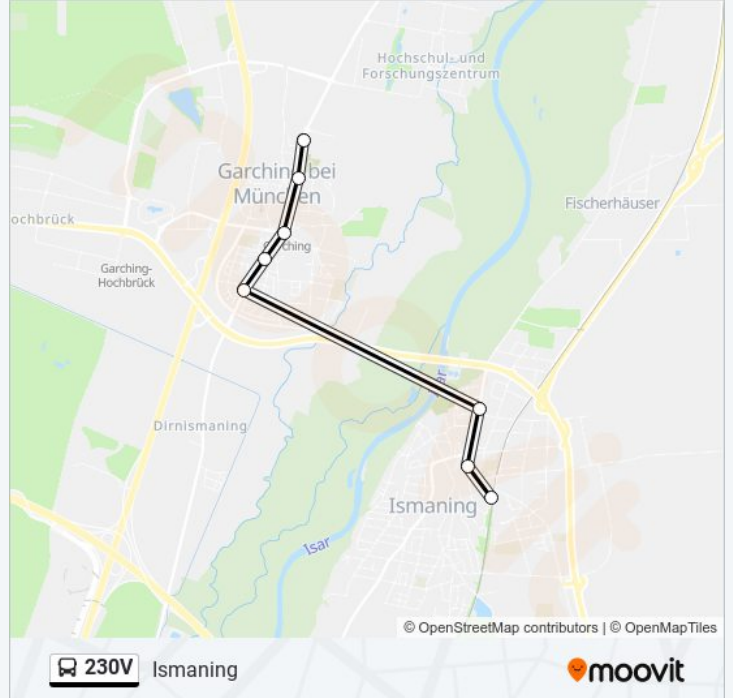 Hochschul- und
Forschungszentrum
Garching bei
München
Fischerhäuser
ochbrück
Garching
Garching-
Hochbrück
Isar
Dirnismaning
Ismaning
Isar
© OpenStreetMap contributors | © OpenMapTiles
230V Ismaning
moovit